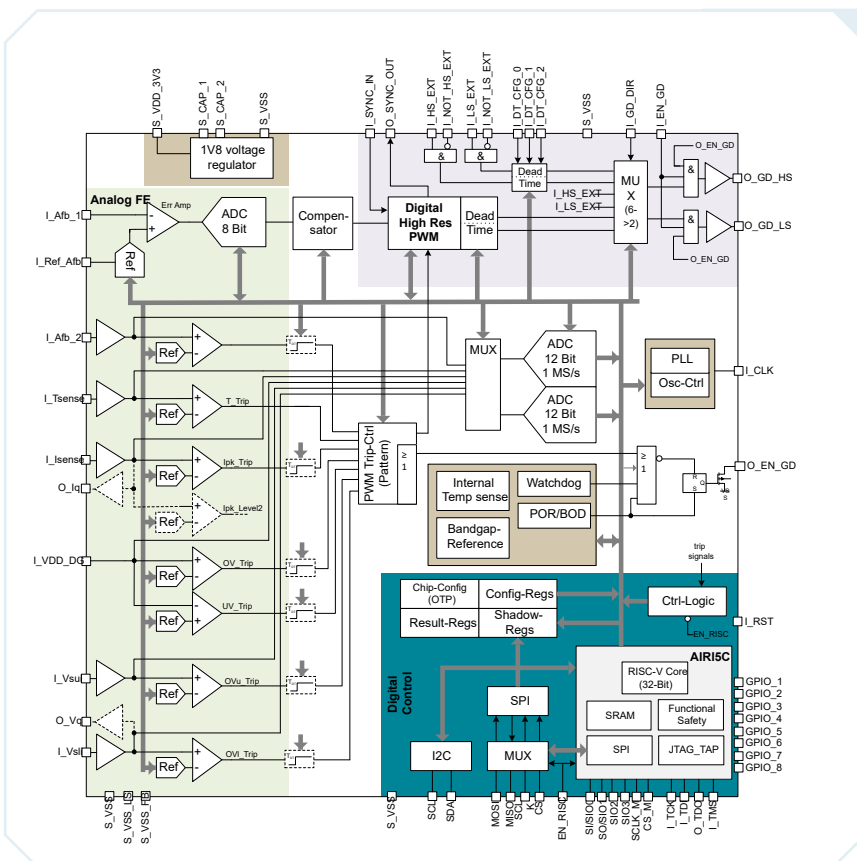 S_VDD_3V3
S_CAP_1
S_CAP_2
S_VSS
I_SYNC_IN
O_SYNC_OUT
I_HS_EXT
I_NOT_HS_EXT
I_LS_EXT
I_NOT_LS_EXT
I_DT_CFG_0
I_DT_CFG_1
I_DT_CFG_2
S_VSS
I_GD_DIR
I_EN_GD
1V8 voltage
regulator
&
&
O_EN_GD
Dead
Time
MU
X
(6-
>2)
&
O_GD_HS
I_HS_EXT
I_LS_EXT
&
O_GD_LS
O_EN_GD
Analog FE
I_Afb_1
-
+
Err Amp
ADC
8 Bit
Compen-
sator
Digital
High Res
PWM
Dead
Time
I_Ref_Afb
Ref
I_Afb_2
+
-
Ref
MUX
ADC
12 Bit
1 MS/s
ADC
12 Bit
1 MS/s
PLL
Osc-Ctrl
I_CLK
I_Tsense
+
-
Ref
T_Trip
PWM Trip-Ctrl
(Pattern)
≥
1
I_Isense
+
-
Ref
Ipk_Trip
O_Iq
+
-
Ref
Ipk_Level2
Internal
Temp sense
Watchdog
Bandgap-
Reference
POR/BOD
≥
1
R
S
Q
O_EN_GD
I_VDD_DG
+
-
Ref
OV_Trip
-
+
Ref
UV_Trip
trip
signals
Chip-Config
(OTP)
Config-Regs
Result-Regs
Shadow-
Regs
Ctrl-Logic
EN_RISC
I_RST
I_Vsu
+
-
Ref
OVu_Trip
O_Vq
I_Vsl
+
-
Ref
OVl_Trip
Digital
Control
AIRI5C
RISC-V Core
(32-Bit)
SRAM
Functional
Safety
SPI
JTAG_TAP
SPI
I2C
MUX
GPIO_1
GPIO_2
GPIO_3
GPIO_4
GPIO_5
GPIO_6
GPIO_7
GPIO_8
S_VSS
S_VSS_LS
S_VSS_HS
S_VSS
SCL
SDA
MOSI
MISO
SCL
K
CS
EN_RISC
SI/SIO0
SO/SIO1
SIO2
SIO3
SCLK_M
CS_M
I_TCK
I_TDI
O_TDO
I_TMS